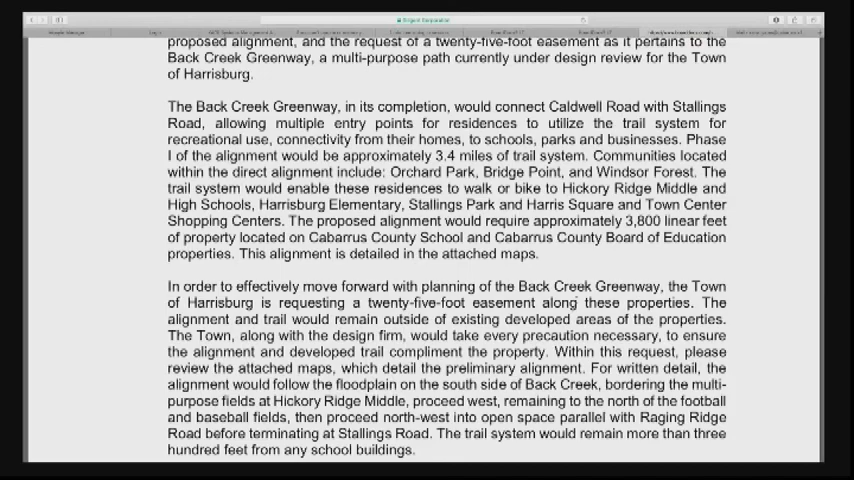 Diligent Corporation
proposed alignment, and the request of a twenty-five-foot easement as it pertains to the
Back Creek Greenway, a multi-purpose path currently under design review for the Town
of Harrisburg.
The Back Creek Greenway, in its completion, would connect Caldwell Road with Stallings
Road, allowing multiple entry points for residences to utilize the trail system for
recreational use, connectivity from their homes, to schools, parks and businesses. Phase
I of the alignment would be approximately 3.4 miles of trail system. Communities located
within the direct alignment include: Orchard Park, Bridge Point, and Windsor Forest. The
trail system would enable these residences to walk or bike to Hickory Ridge Middle and
High Schools, Harrisburg Elementary, Stallings Park and Harris Square and Town Center
Shopping Centers. The proposed alignment would require approximately 3,800 linear feet
of property located on Cabarrus County School and Cabarrus County Board of Education
properties. This alignment is detailed in the attached maps.
In order to effectively move forward with planning of the Back Creek Greenway, the Town
of Harrisburg is requesting a twenty-five-foot easement along these properties. The
alignment and trail would remain outside of existing developed areas of the properties.
The Town, along with the design firm, would take every precaution necessary, to ensure
the alignment and developed trail compliment the property. Within this request, please
review the attached maps, which detail the preliminary alignment. For written detail, the
alignment would follow the floodplain on the south side of Back Creek, bordering the multi-
purpose fields at Hickory Ridge Middle, proceed west, remaining to the north of the football
and baseball fields, then proceed north-west into open space parallel with Raging Ridge
Road before terminating at Stallings Road. The trail system would remain more than three
hundred feet from any school buildings.